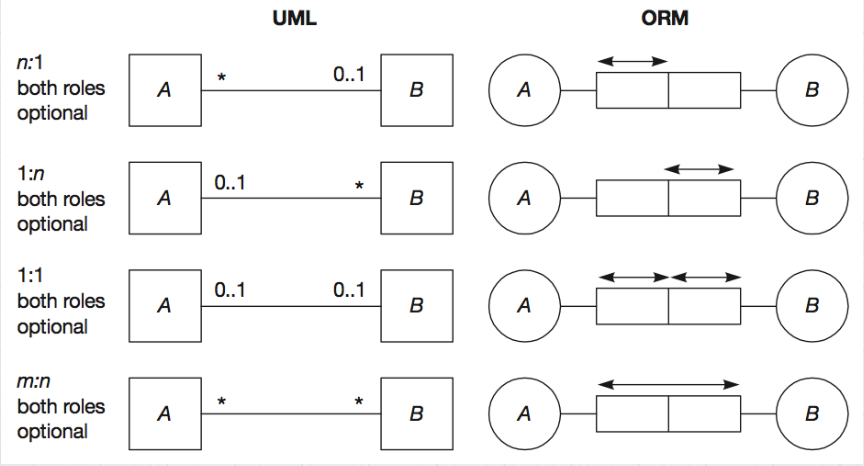 UML ORM
n:1
both roles
optional
A * 0..1 B A B
1:n
both roles
optional
A 0..1 * B A B
1:1
both roles
optional
A 0..1 0..1 B A B
m:n
both roles
optional
A * * B A B